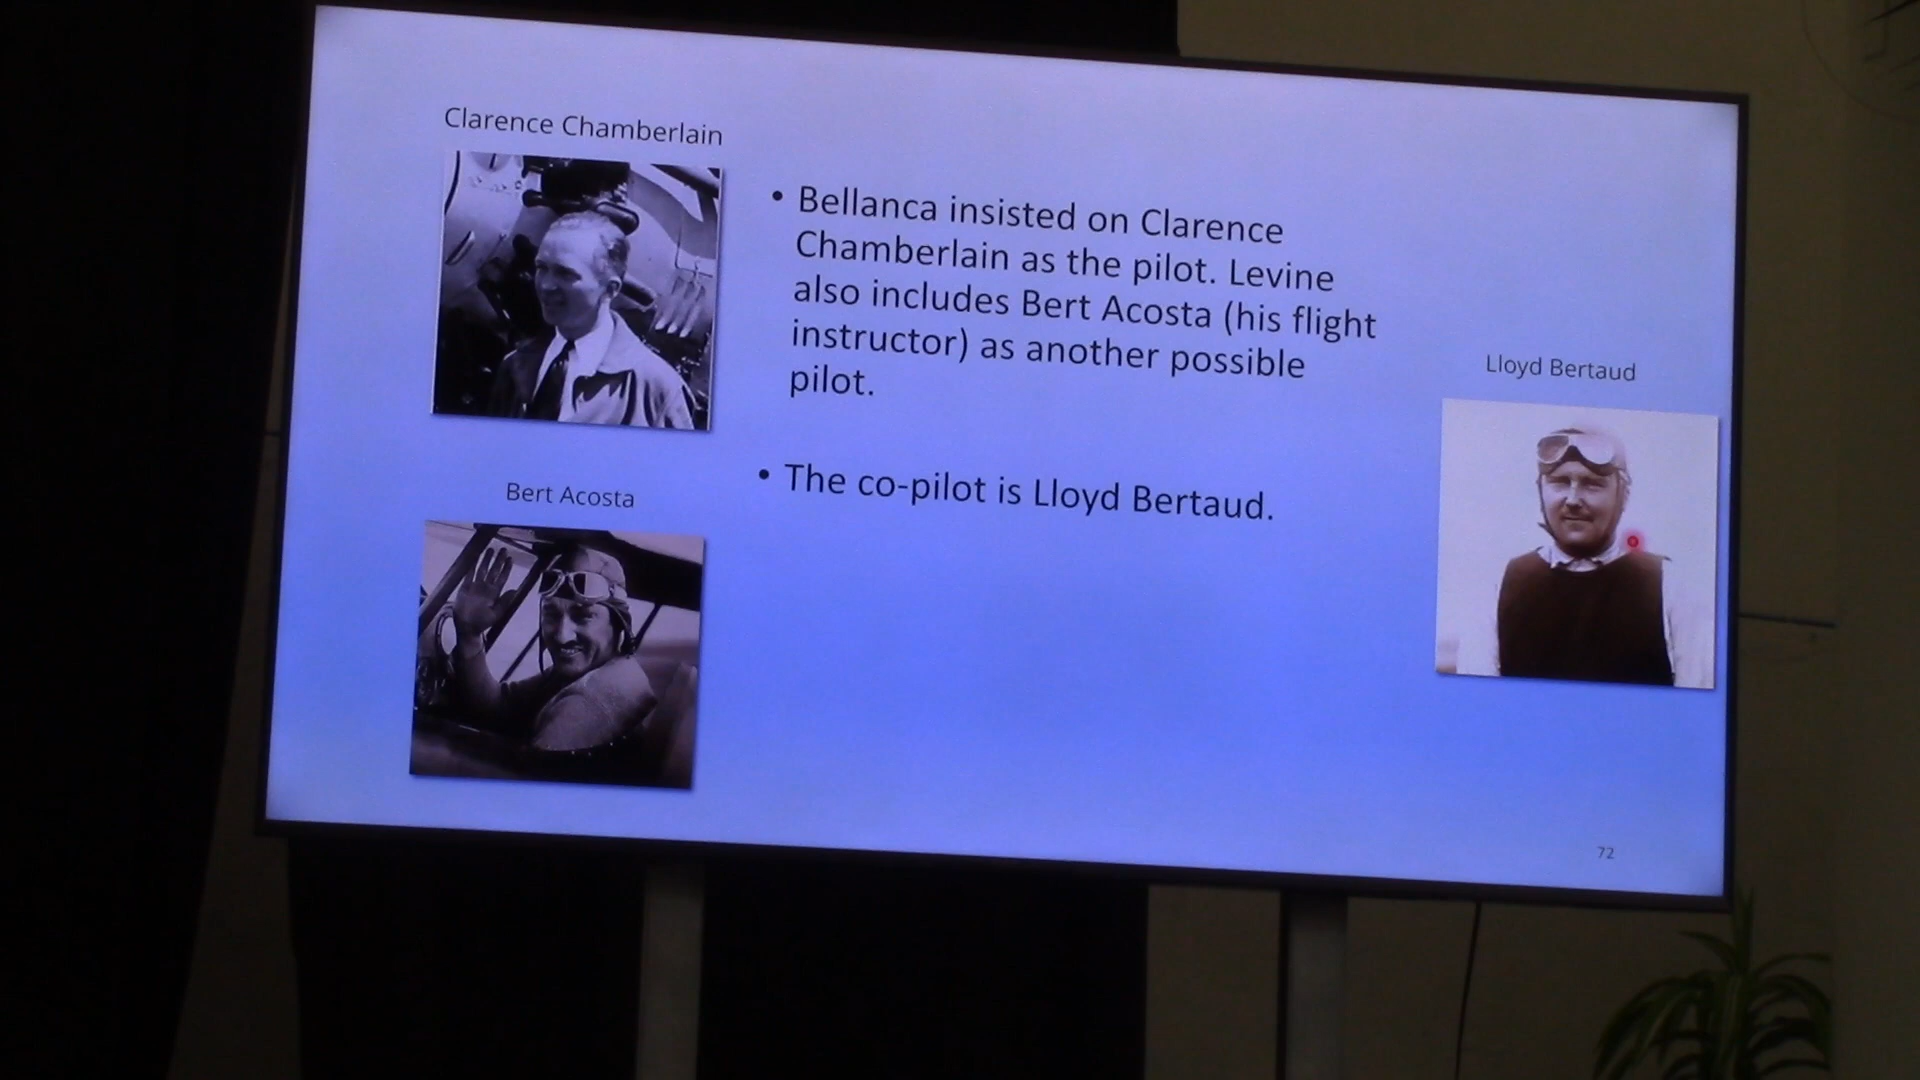 Clarence Chamberlain
• Bellanca insisted on Clarence
Chamberlain as the pilot. Levine
also includes Bert Acosta (his flight
instructor) as another possible
pilot.
Lloyd Bertaud
Bert Acosta
• The co-pilot is Lloyd Bertaud.
72